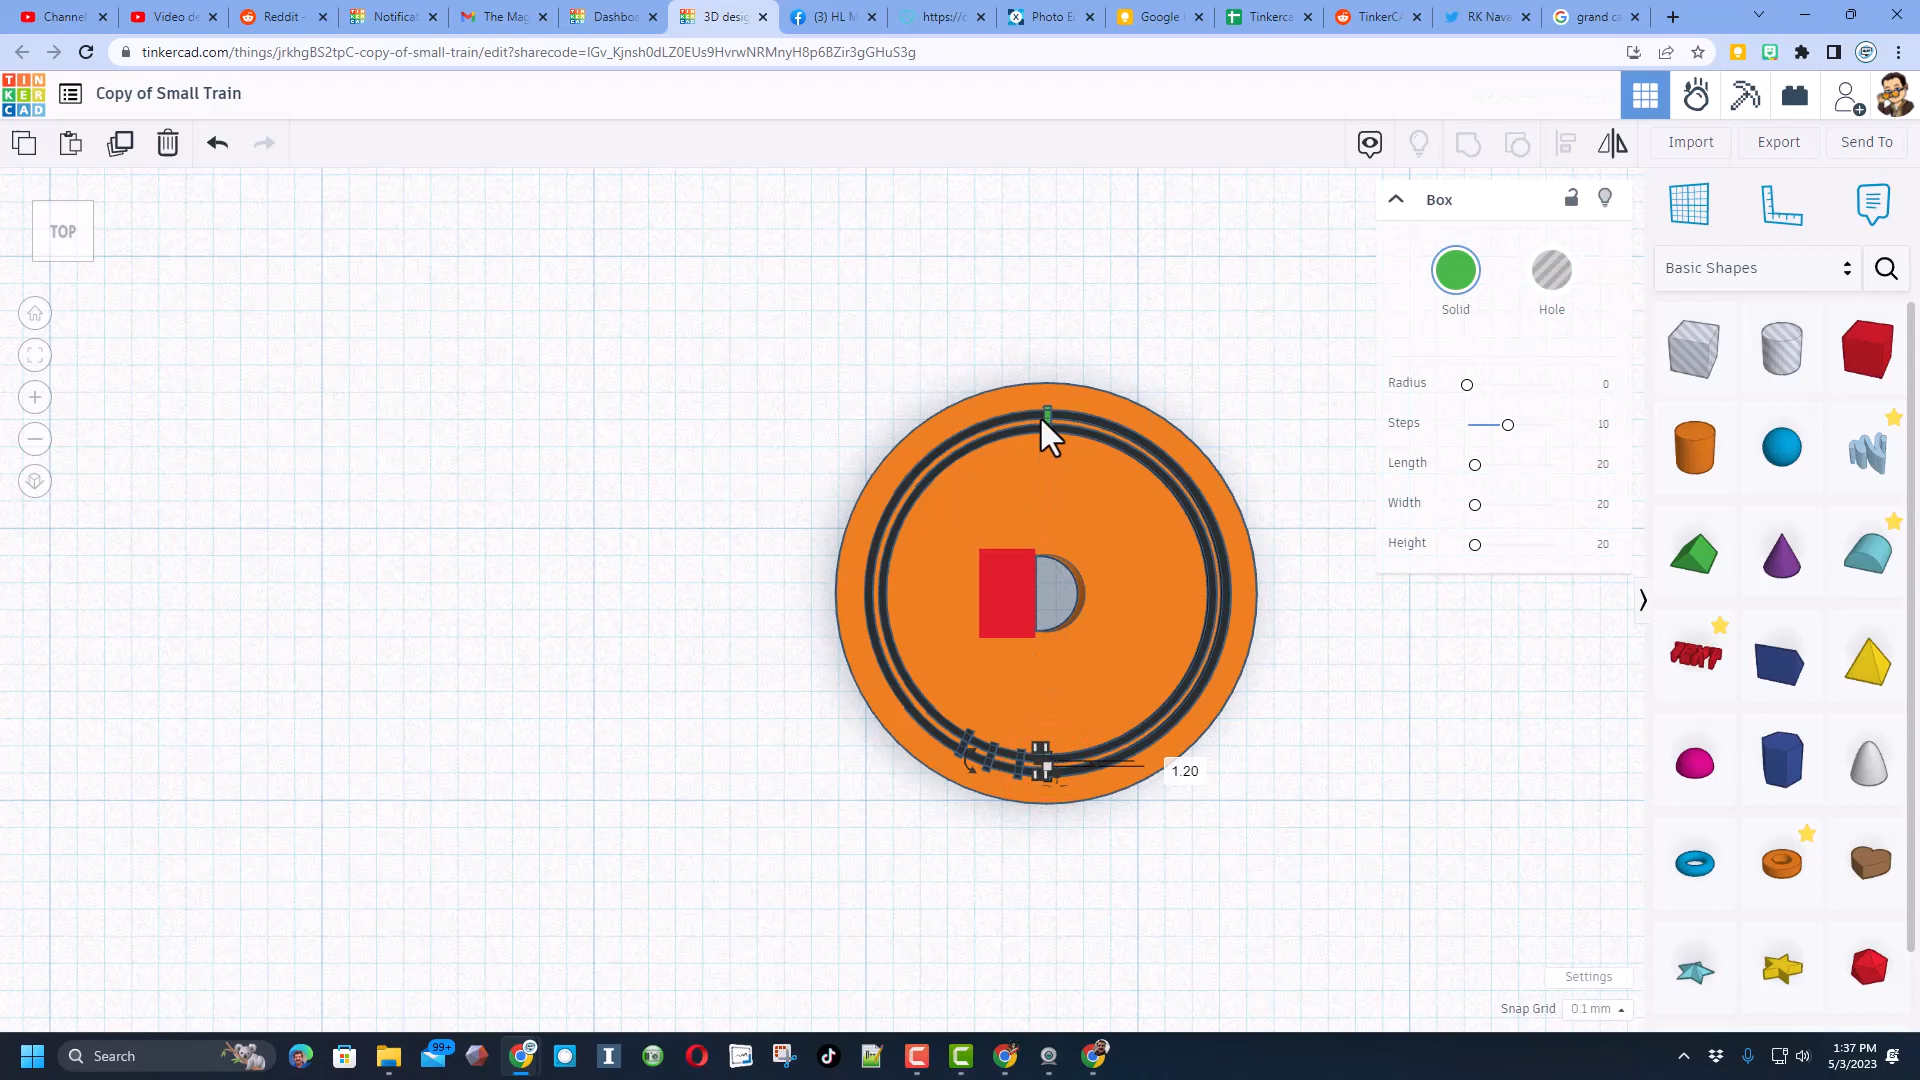 Channel
Video de
Reddit -
Notificat
The Mag
Dashboa
3D desig
(3) HL M
https://c
Photo E
Google
Tinkerca
TinkerCA
RK Nava
grand ca
tinkercad.com/things/jrkhgBS2tpC-copy-of-small-train/edit?sharecode=IGv_Kjnsh0dLZ0EUs9HvrwNRMnyH8p6BZir3gGHuS3g
TIN
KER
CAD
Copy of Small Train
Import
Export
Send To
TOP
Box
Solid
Hole
Radius 0
Steps 10
Length 20
Width 20
Height 20
Basic Shapes
TEXT
1.20
Settings
Snap Grid 0.1 mm
Search
99+
1:37 PM
5/3/2023